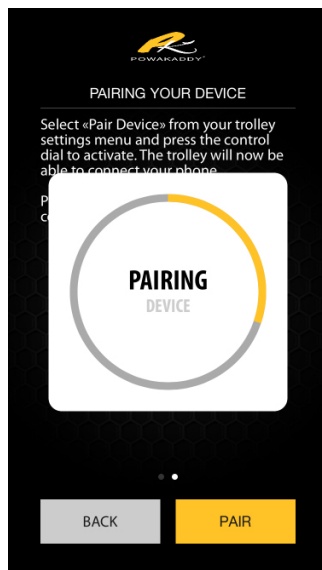 POWAKADDY
PAIRING YOUR DEVICE
Select «Pair Device» from your trolley
settings menu and press the control
dial to activate. The trolley will now be
able to connect your phone
PAIRING
DEVICE
BACK
PAIR